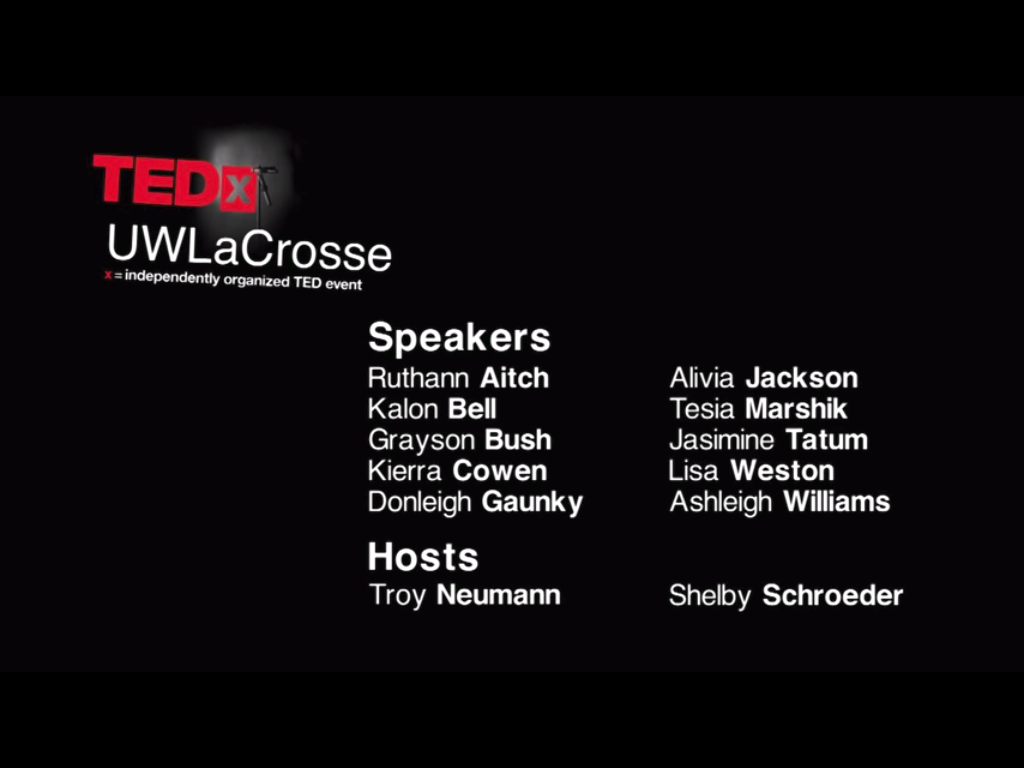 TEDx
UWLaCrosse
x = independently organized TED event
Speakers
Ruthann Aitch
Kalon Bell
Grayson Bush
Kierra Cowen
Donleigh Gaunky
Alivia Jackson
Tesia Marshik
Jasimine Tatum
Lisa Weston
Ashleigh Williams
Hosts
Troy Neumann
Shelby Schroeder